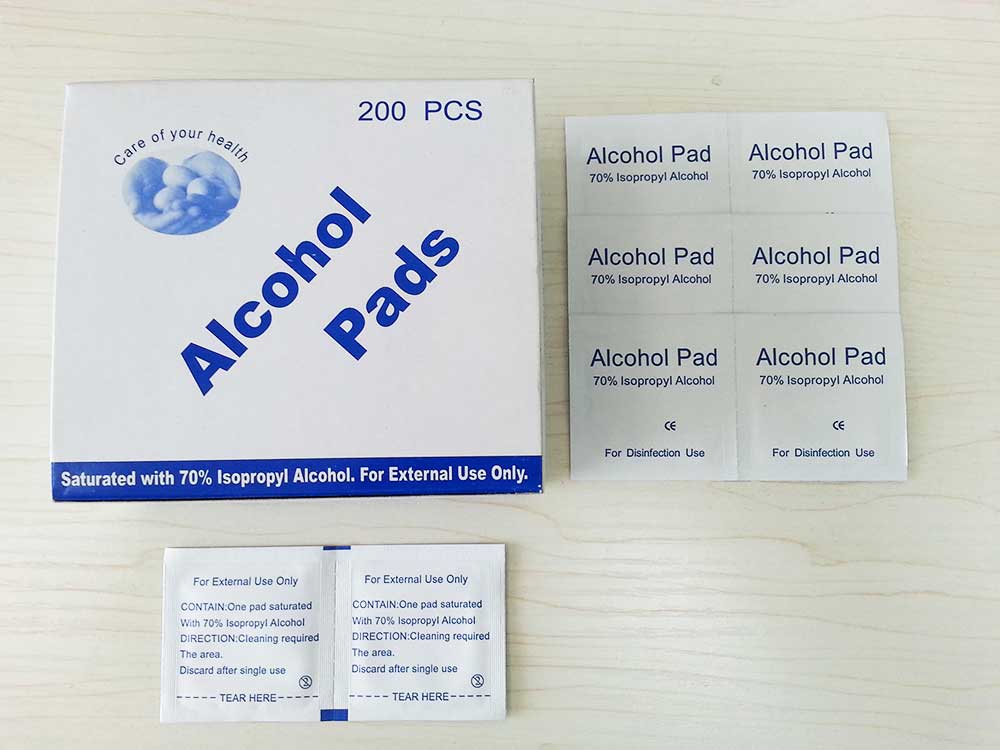 200 PCS
Care of your health
Alcohol
Pads
Saturated with 70% Isopropyl Alcohol. For External Use Only.
Alcohol Pad
70% Isopropyl Alcohol
Alcohol Pad
70% Isopropyl Alcohol
Alcohol Pad
70% Isopropyl Alcohol
Alcohol Pad
70% Isopropyl Alcohol
Alcohol Pad
70% Isopropyl Alcohol
CE
For Disinfection Use
Alcohol Pad
70% Isopropyl Alcohol
CE
For Disinfection Use
For External Use Only
CONTAIN:One pad saturated
With 70% Isopropyl Alcohol
DIRECTION:Cleaning required
The area.
Discard after single use
TEAR HERE
For External Use Only
CONTAIN:One pad saturated
With 70% Isopropyl Alcohol
DIRECTION:Cleaning required
The area.
Discard after single use
TEAR HERE